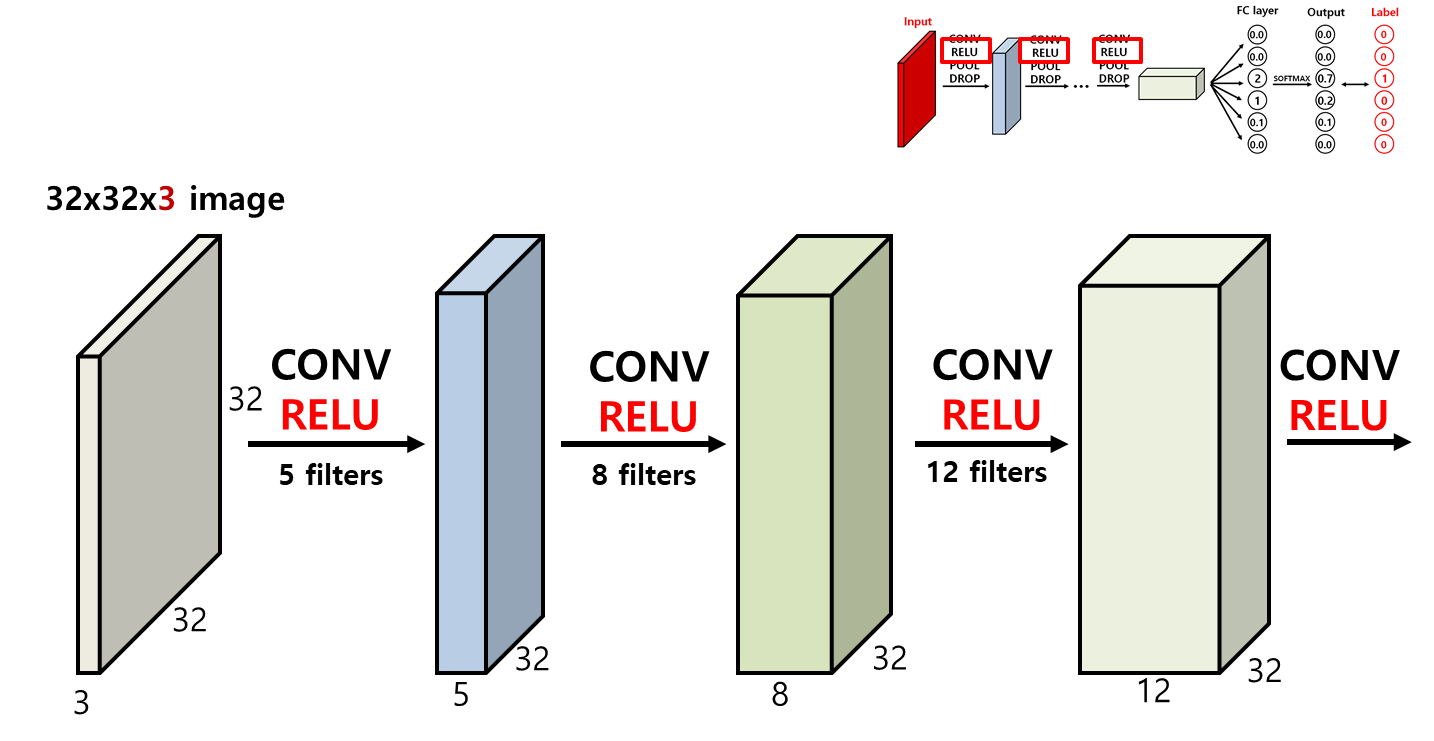 FC layer Output Label
Input
CONV CONV CONV
RELU RELU RELU
POOL POOL POOL
DROP DROP DROP
...
SOFTMAX
0.0 0.0 0
0.0 0.0 0
2 0.7 1
1 0.2 0
0.1 0.1 0
0.0 0.0 0
32x32x3 image
CONV CONV CONV CONV
RELU RELU RELU RELU
5 filters 8 filters 12 filters
32
32 32 32 32
3 5 8 12